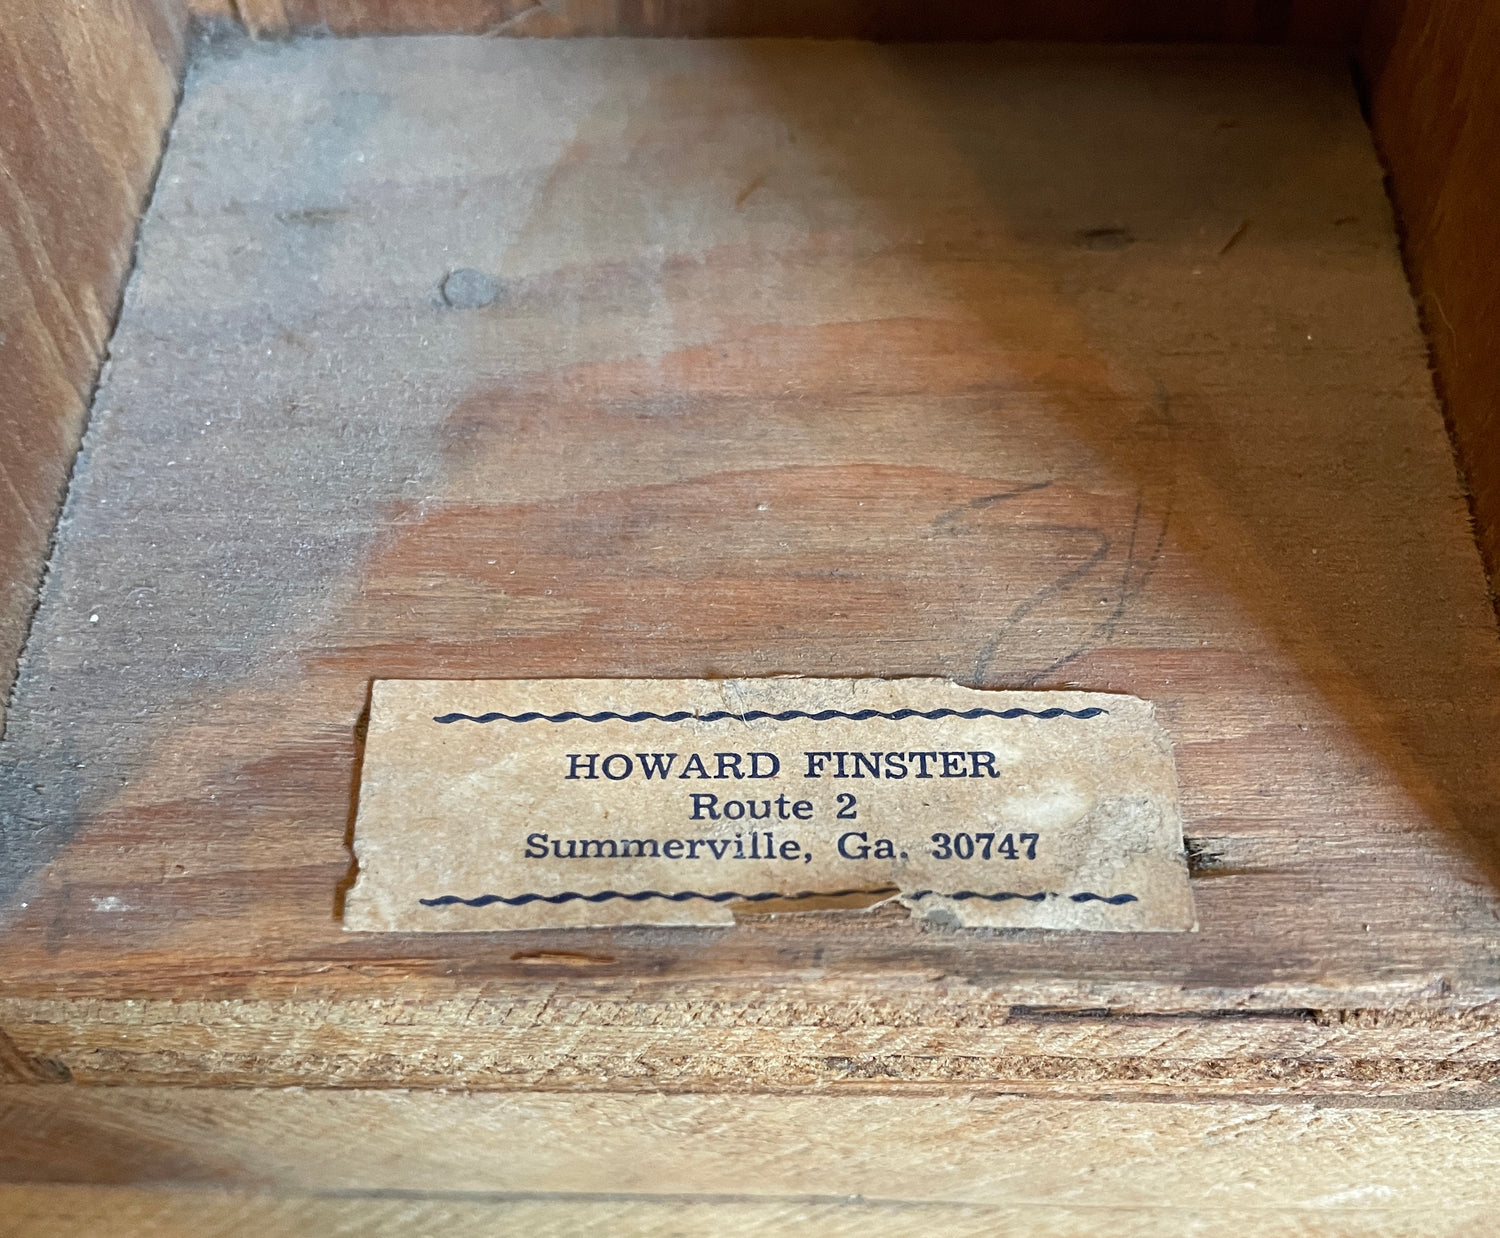 HOWARD FINSTER
Route 2
Summerville, Ga. 30747